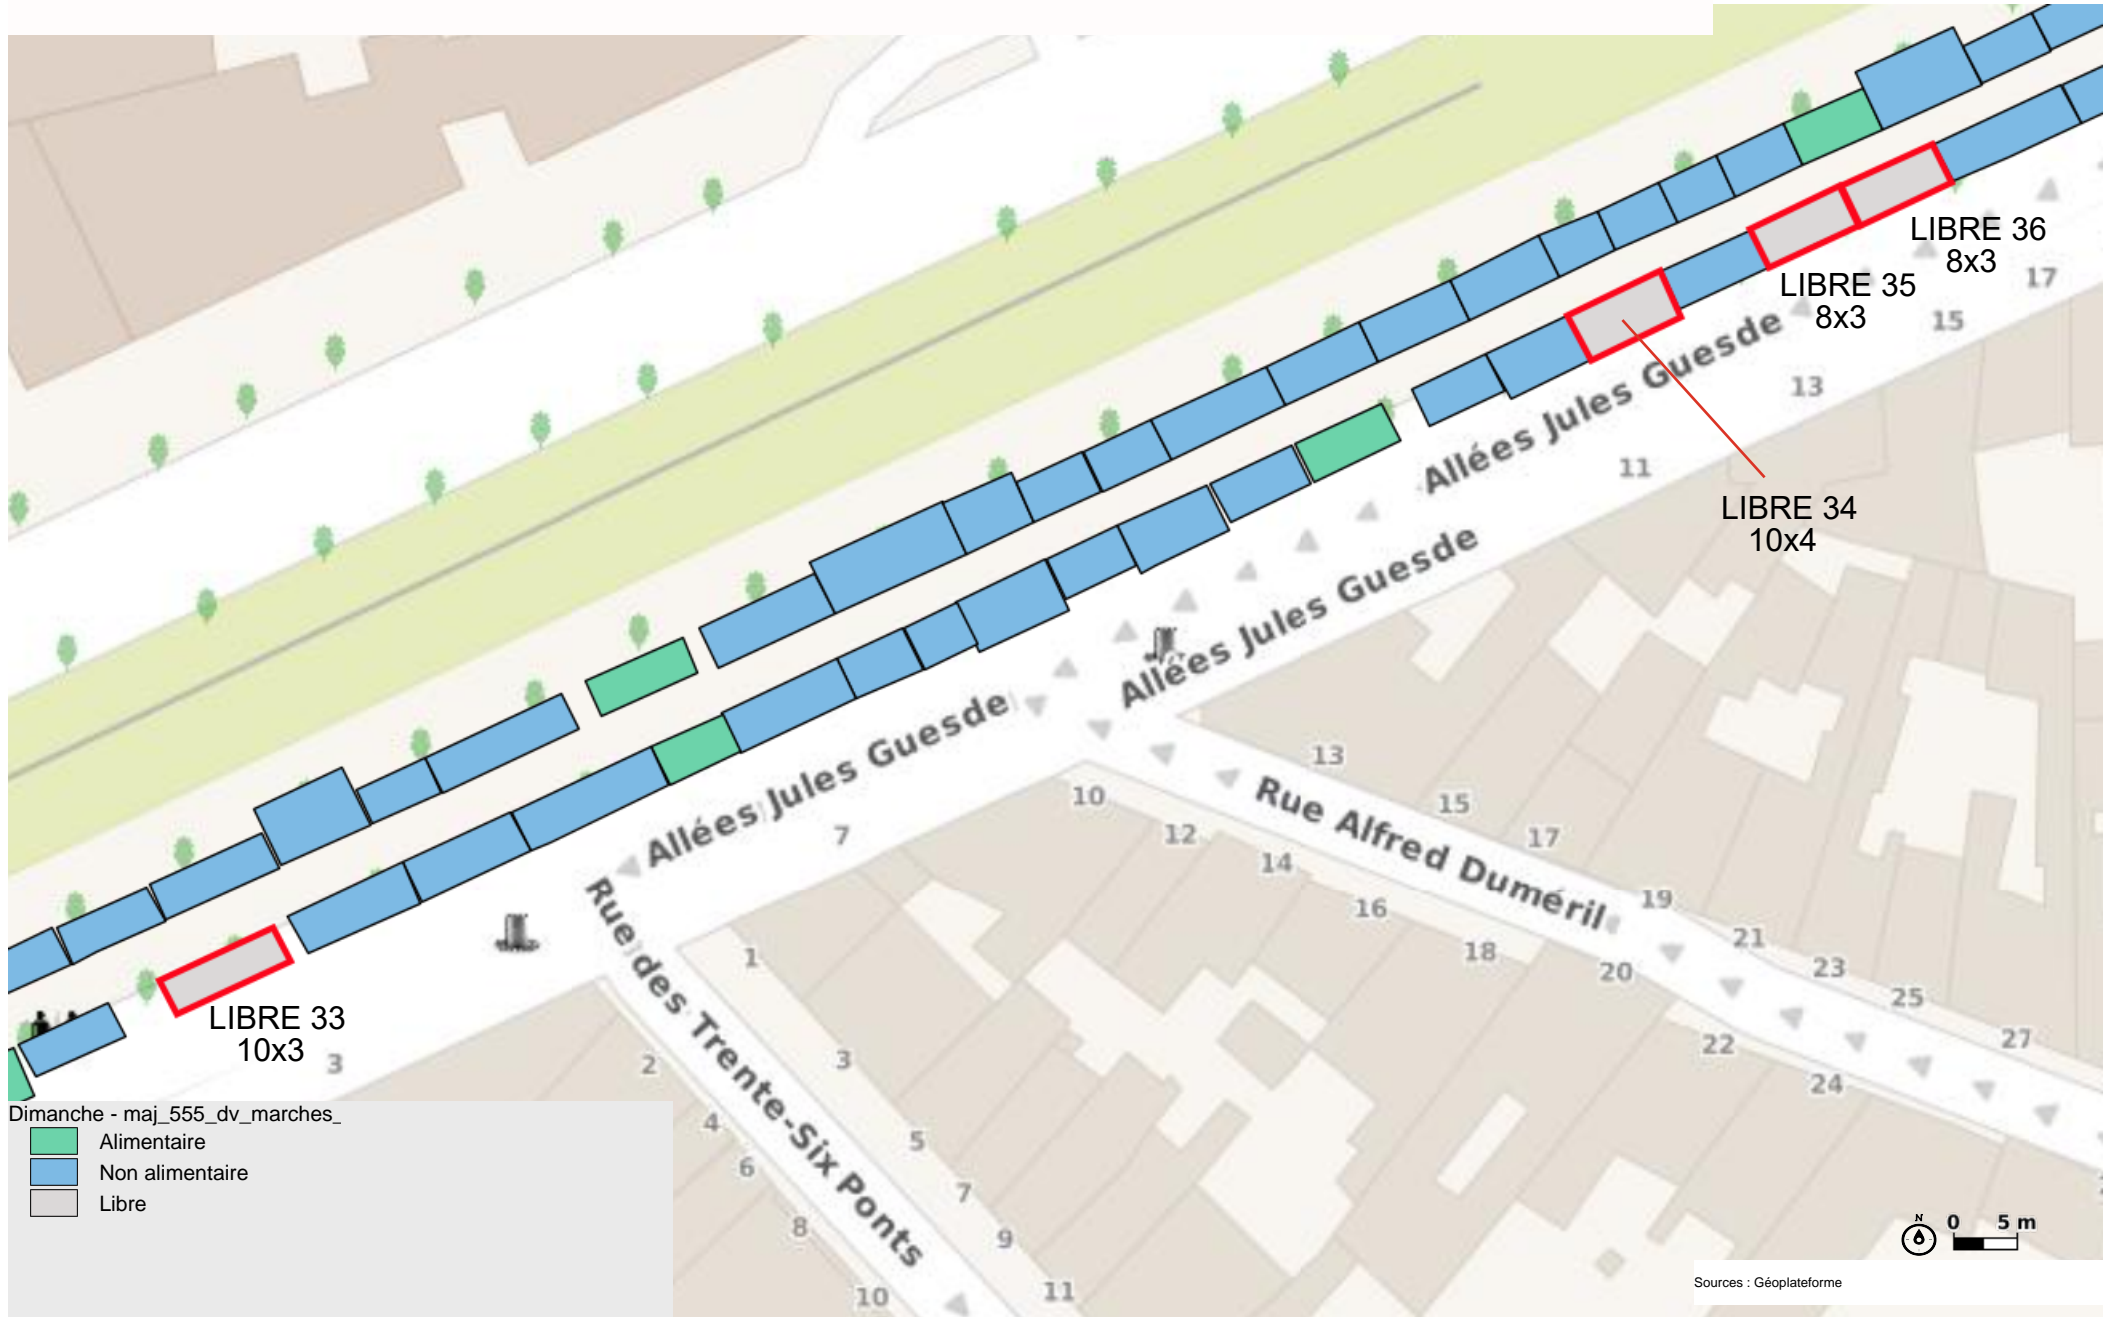 LIBRE 36
8x3
17
LIBRE 35
8x3
15
Allées Jules Guesde
13
11
LIBRE 34
10x4
Allées Jules Guesde
Allées Jules Guesde
13
Rue Alfred Duméril
10
15
12
7
17
14
19
16
21
18
23
20
25
Rue des Trente-Six Ponts
1
LIBRE 33
10x3
3
2
3
22
27
24
4
5
6
7
8
9
10
11
Dimanche - maj_555_dv_marches_
Alimentaire
Non alimentaire
Libre
N
0 5 m
Sources : Géoplateforme